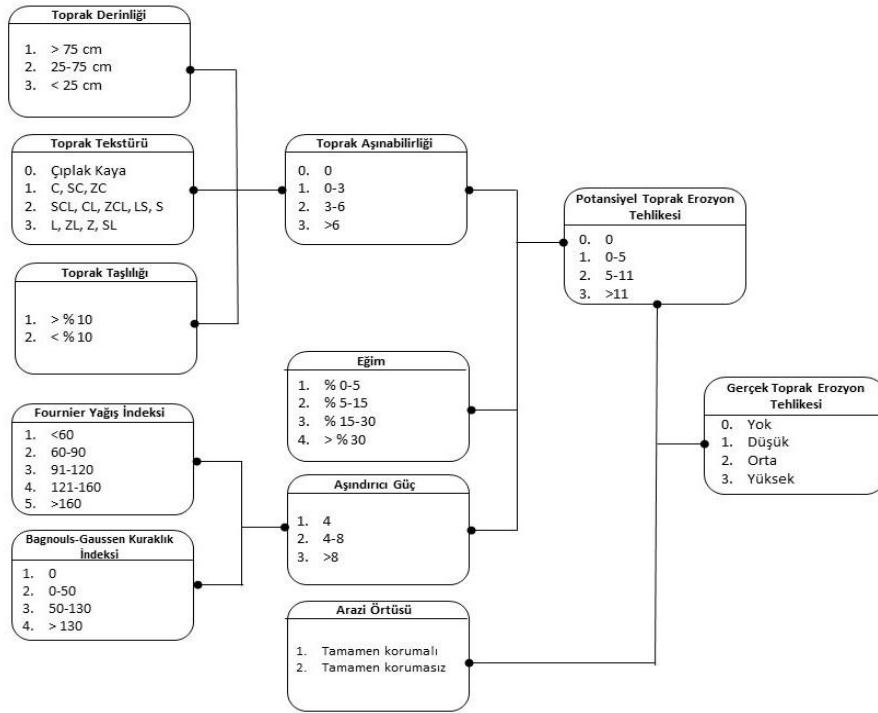 Toprak Derinliği
1. > 75 cm
2. 25-75 cm
3. < 25 cm
Toprak Tekstürü
0. Çıplak Kaya
1. C, SC, ZC
2. SCL, CL, ZCL, LS, S
3. L, ZL, Z, SL
Toprak Taşlılığı
1. > % 10
2. < % 10
Toprak Aşınabilirliği
0. 0
1. 0-3
2. 3-6
3. >6
Eğim
1. % 0-5
2. % 5-15
3. % 15-30
4. > % 30
Fournier Yağış İndeksi
1. <60
2. 60-90
3. 91-120
4. 121-160
5. >160
Bagnouls-Gaussen Kuraklık
İndeksi
1. 0
2. 0-50
3. 50-130
4. > 130
Aşındırıcı Güç
1. 4
2. 4-8
3. >8
Arazi Örtüsü
1. Tamamen korumalı
2. Tamamen korumasız
Potansiyel Toprak Erozyon
Tehlikesi
0. 0
1. 0-5
2. 5-11
3. >11
Gerçek Toprak Erozyon
Tehlikesi
0. Yok
1. Düşük
2. Orta
3. Yüksek